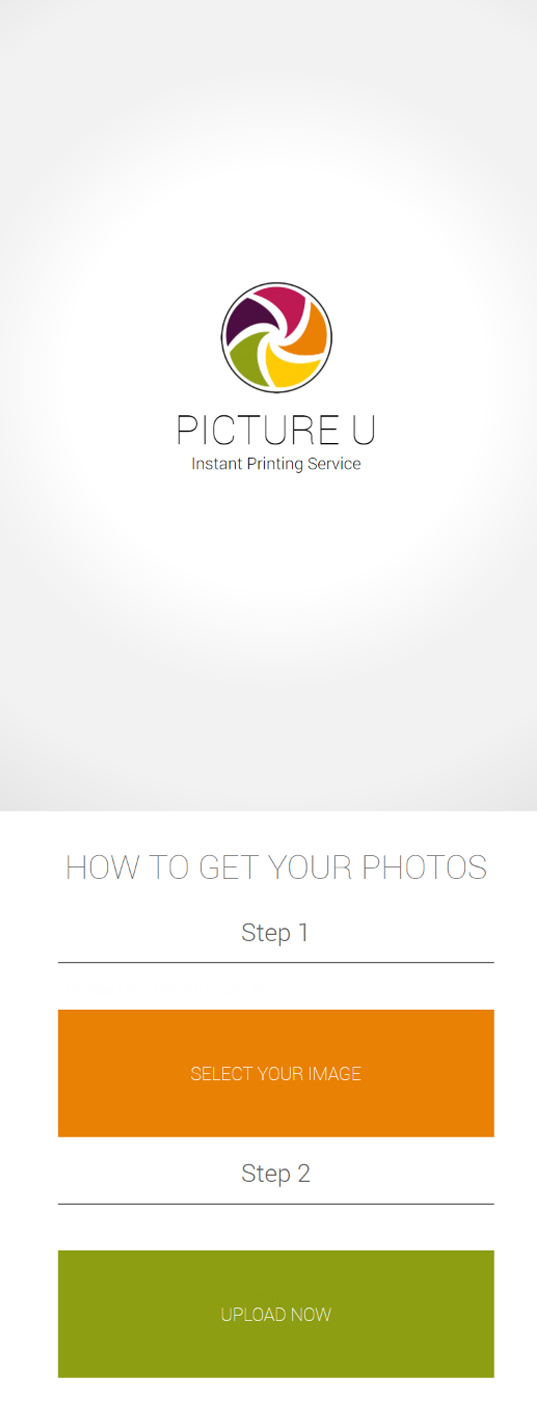 PICTURE U
Instant Printing Service
HOW TO GET YOUR PHOTOS
Step 1
SELECT YOUR IMAGE
Step 2
UPLOAD NOW